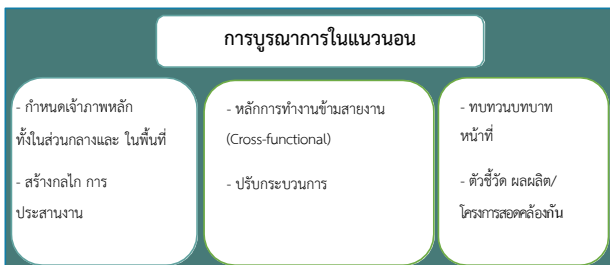 การบูรณาการในแนวนอน
- กำหนดเจ้าภาพหลัก
ทั้งในส่วนกลางและ ในพื้นที่
- สร้างกลไก การ
ประสานงาน
- หลักการทำงานข้ามสายงาน
(Cross-functional)
- ปรับกระบวนการ
- ทบทวนบทบาท
หน้าที่
- ตัวชี้วัด ผลผลิต/
โครงการสอดคล้องกัน